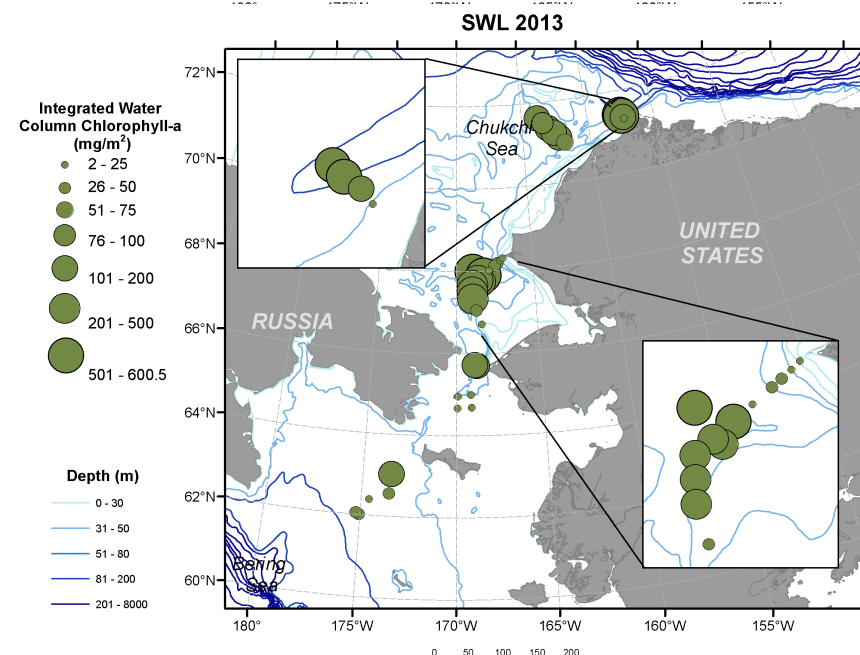 SWL 2013
72°N
70°N
68°N
66°N
64°N
62°N
60°N
Integrated Water
Column Chlorophyll-a
(mg/m²)
2 - 25
26 - 50
51 - 75
76 - 100
101 - 200
201 - 500
501 - 600.5
Depth (m)
0 - 30
31 - 50
51 - 80
81 - 200
201 - 8000
Chukchi
Sea
UNITED
STATES
RUSSIA
Bering
Sea
180°
175°W
170°W
165°W
160°W
155°W
0 50 100 150 200